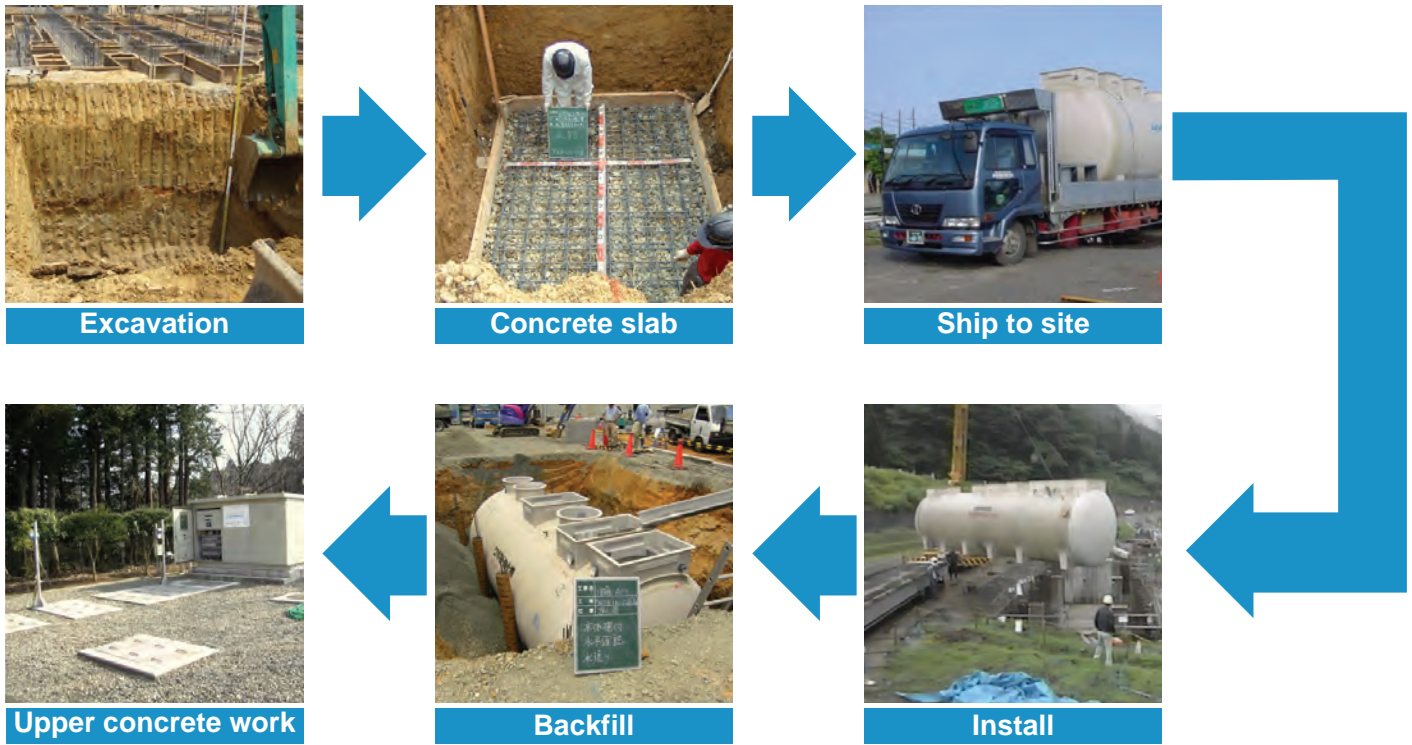 Excavation
Concrete slab
Ship to site
Upper concrete work
Backfill
Install